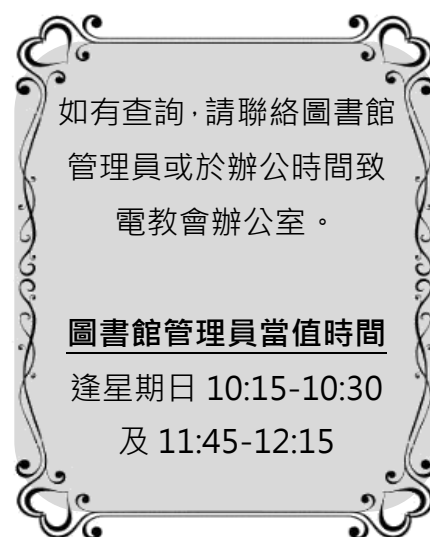 如有查詢，請聯絡圖書館
管理員或於辦公時間致
電教會辦公室。
圖書館管理員當值時間
逢星期日 10:15-10:30
及 11:45-12:15